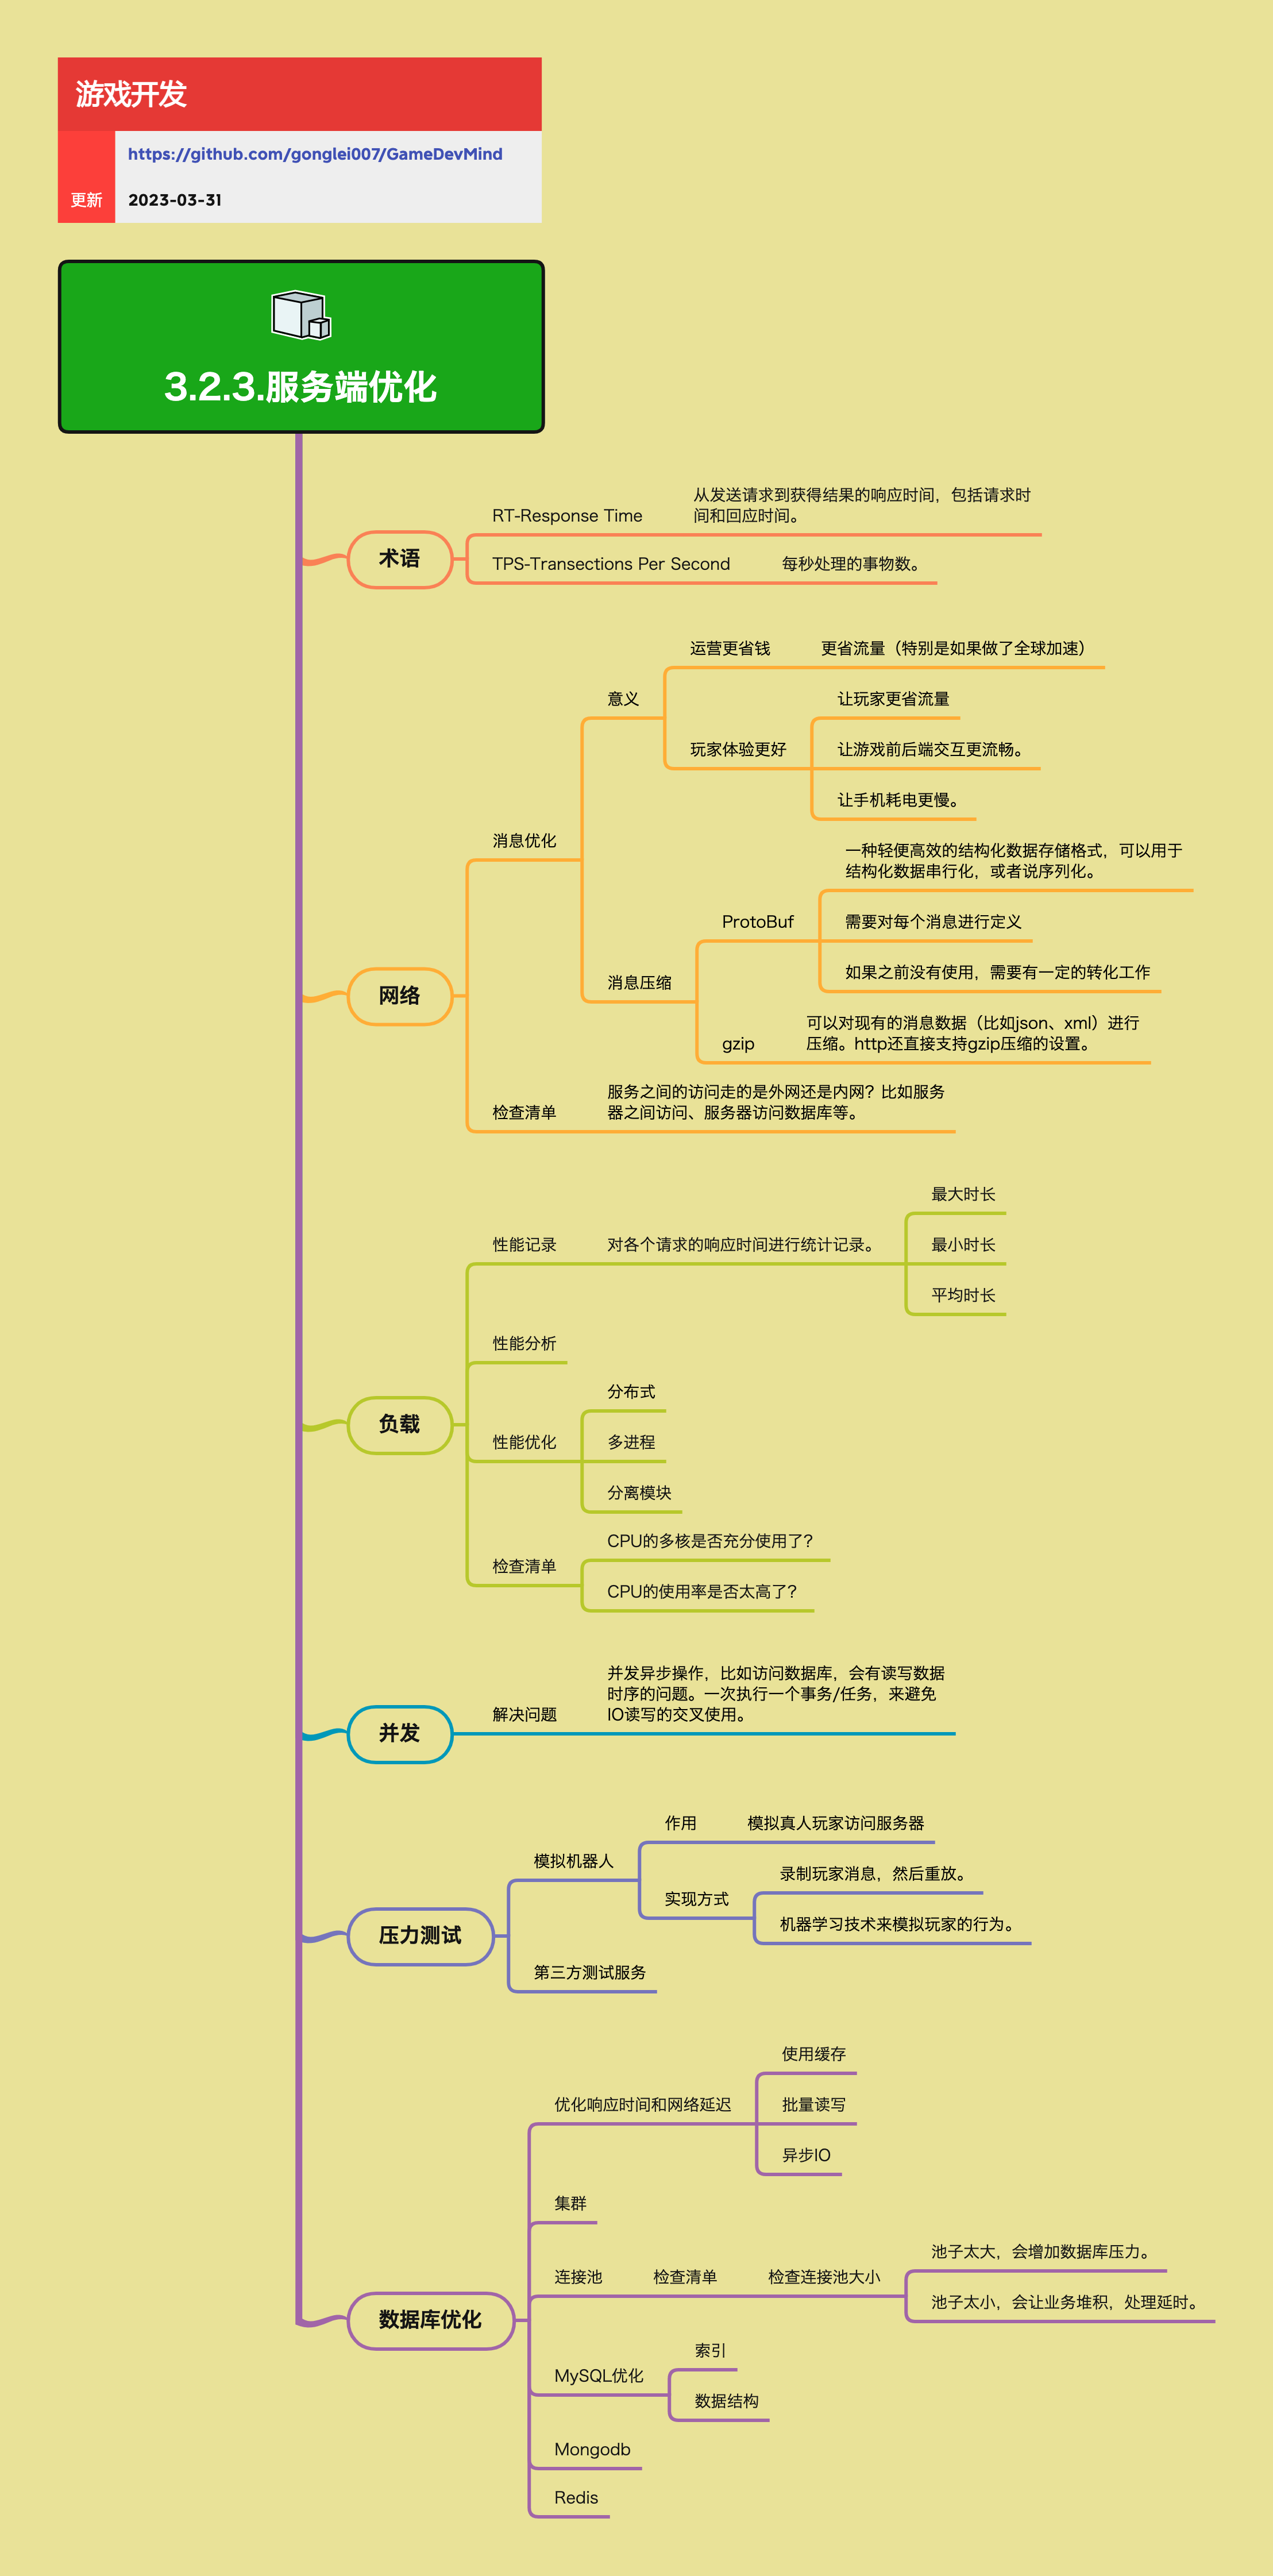 游戏开发
https://github.com/gonglei007/GameDevMind
更新 2023-03-31
3.2.3.服务端优化
术语
RT-Response Time
从发送请求到获得结果的响应时间，包括请求时
间和回应时间。
TPS-Transections Per Second
每秒处理的事物数。
网络
消息优化
意义
运营更省钱
更省流量（特别是如果做了全球加速）
玩家体验更好
让玩家更省流量
让游戏前后端交互更流畅。
让手机耗电更慢。
消息压缩
ProtoBuf
一种轻便高效的结构化数据存储格式，可以用于
结构化数据串行化，或者说序列化。
需要对每个消息进行定义
如果之前没有使用，需要有一定的转化工作
gzip
可以对现有的消息数据（比如json、xml）进行
压缩。http还直接支持gzip压缩的设置。
检查清单
服务之间的访问走的是外网还是内网？比如服务
器之间访问、服务器访问数据库等。
负载
性能记录
对各个请求的响应时间进行统计记录。
最大时长
最小时长
平均时长
性能分析
性能优化
分布式
多进程
分离模块
检查清单
CPU的多核是否充分使用了？
CPU的使用率是否太高了？
并发
解决问题
并发异步操作，比如访问数据库，会有读写数据
时序的问题。一次执行一个事务/任务，来避免
IO读写的交叉使用。
压力测试
模拟机器人
作用
模拟真人玩家访问服务器
实现方式
录制玩家消息，然后重放。
机器学习技术来模拟玩家的行为。
第三方测试服务
数据库优化
优化响应时间和网络延迟
使用缓存
批量读写
异步IO
集群
连接池
检查清单
检查连接池大小
池子太大，会增加数据库压力。
池子太小，会让业务堆积，处理延时。
MySQL优化
索引
数据结构
Mongodb
Redis